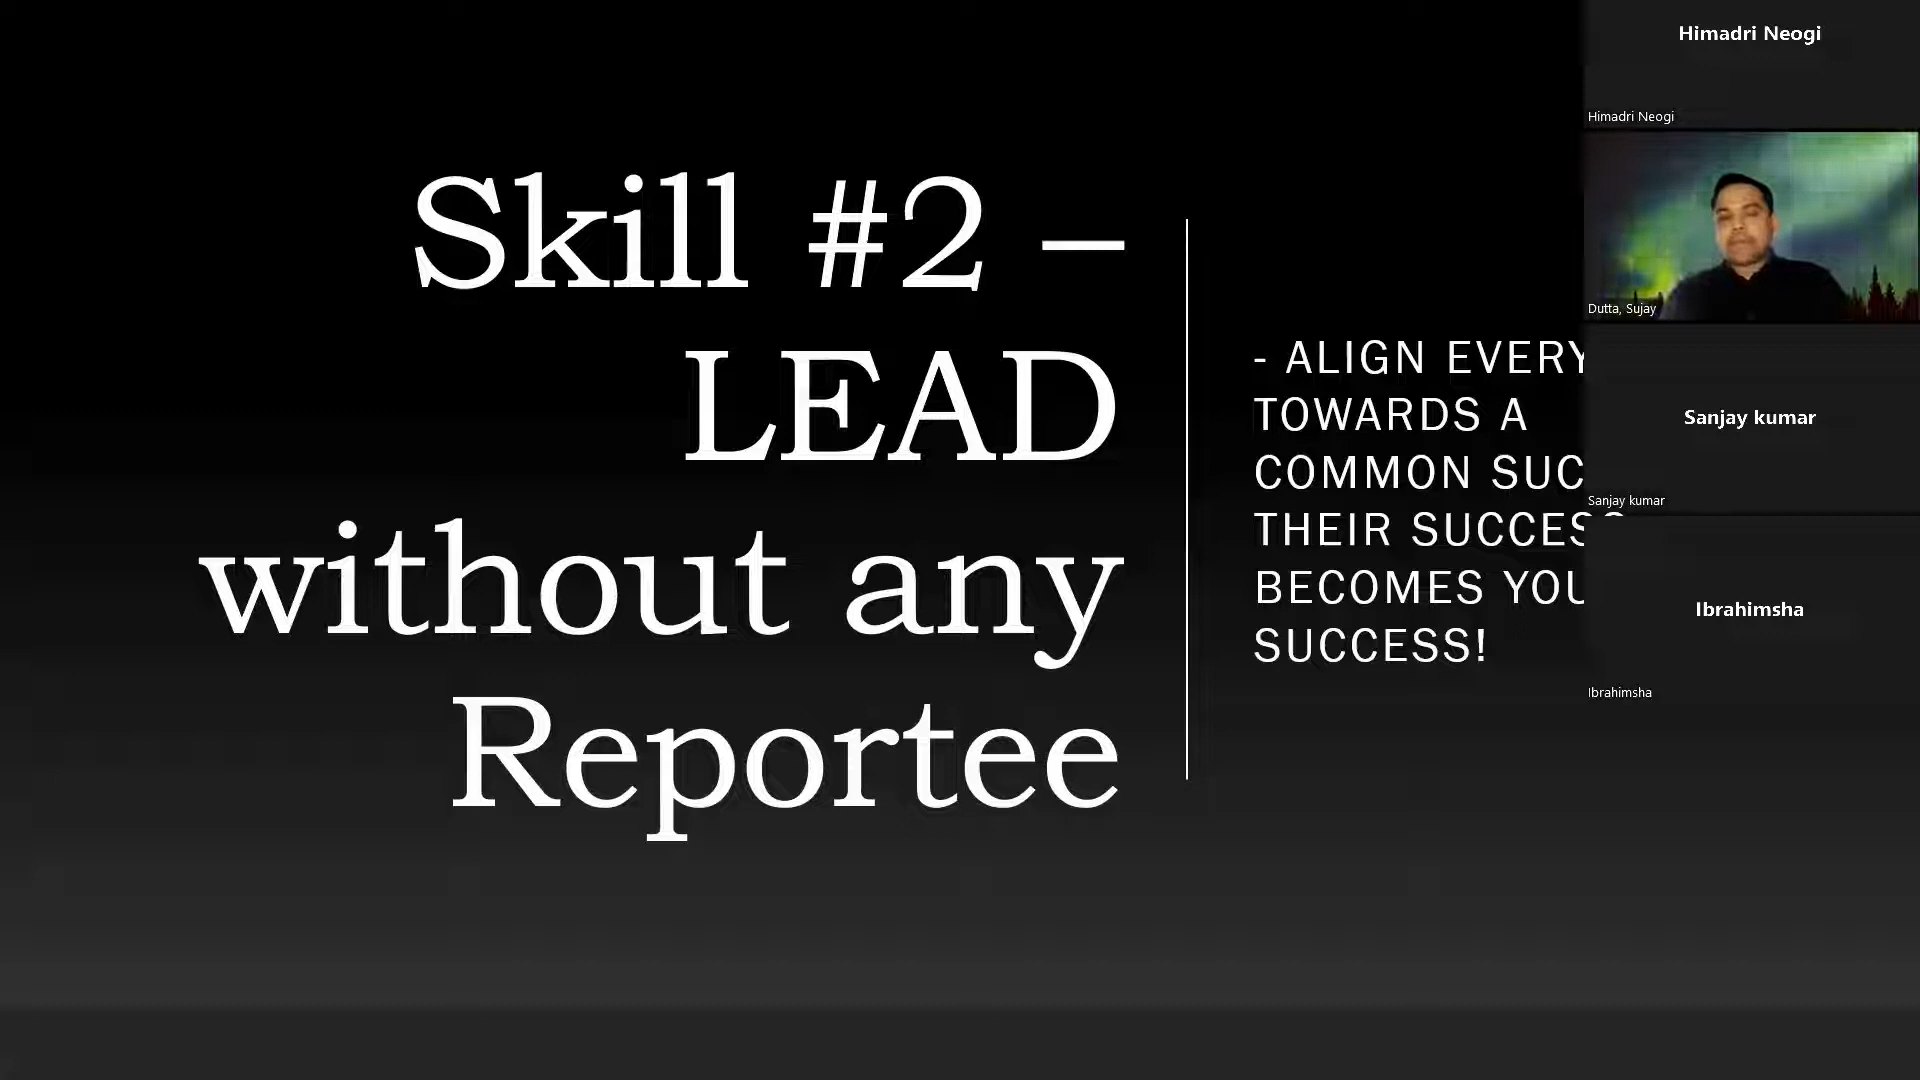 Skill #2 –
LEAD
without any
Reportee
- ALIGN EVERY
TOWARDS A
COMMON SUC
THEIR SUCCES
BECOMES YOU
SUCCESS!
Himadri Neogi
Himadri Neogi
Dutta, Sujay
Sanjay kumar
Sanjay kumar
Ibrahimsha
Ibrahimsha